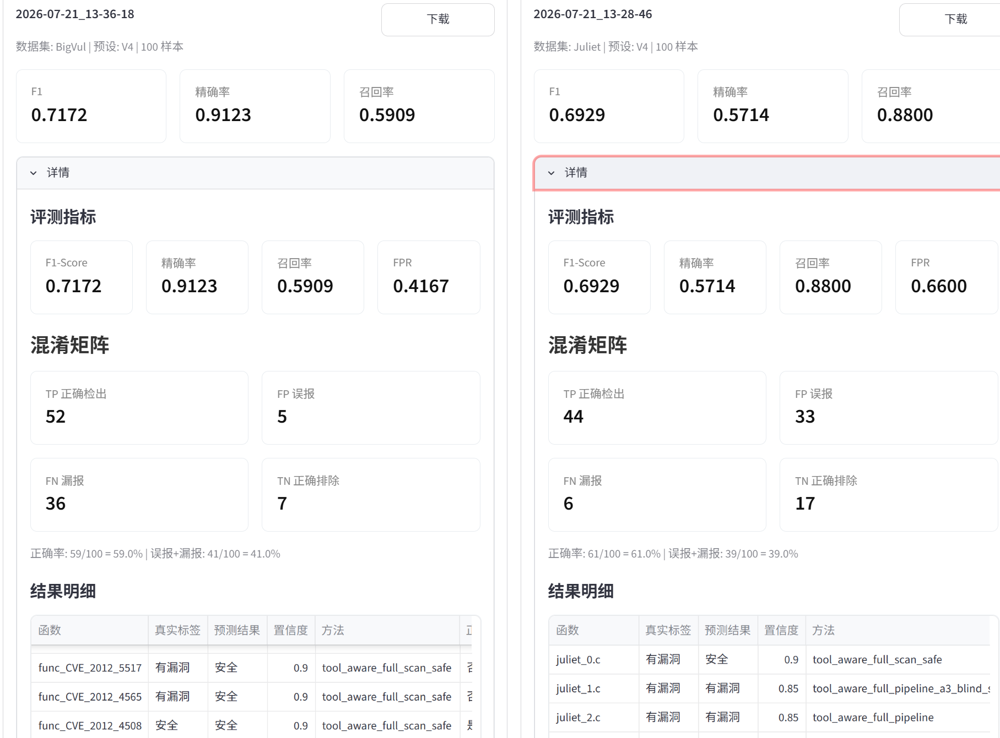 2026-07-21_13-36-18
下载
数据集: BigVul | 预设: V4 | 100 样本
F1
0.7172
精确率
0.9123
召回率
0.5909
详情
评测指标
F1-Score
0.7172
精确率
0.9123
召回率
0.5909
FPR
0.4167
混淆矩阵
TP 正确检出
52
FP 误报
5
FN 漏报
36
TN 正确排除
7
正确率: 59/100 = 59.0% | 误报+漏报: 41/100 = 41.0%
结果明细
函数 真实标签 预测结果 置信度 方法
func_CVE_2012_5517 有漏洞 安全 0.9 tool_aware_full_scan_safe
func_CVE_2012_4565 有漏洞 安全 0.9 tool_aware_full_scan_safe
func_CVE_2012_4508 安全 安全 0.9 tool_aware_full_scan_safe
2026-07-21_13-28-46
下载
数据集: Juliet | 预设: V4 | 100 样本
F1
0.6929
精确率
0.5714
召回率
0.8800
详情
评测指标
F1-Score
0.6929
精确率
0.5714
召回率
0.8800
FPR
0.6600
混淆矩阵
TP 正确检出
44
FP 误报
33
FN 漏报
6
TN 正确排除
17
正确率: 61/100 = 61.0% | 误报+漏报: 39/100 = 39.0%
结果明细
函数 真实标签 预测结果 置信度 方法
juliet_0.c 有漏洞 安全 0.9 tool_aware_full_scan_safe
juliet_1.c 有漏洞 有漏洞 0.85 tool_aware_full_pipeline_a3_blind_
juliet_2.c 有漏洞 有漏洞 0.85 tool_aware_full_pipeline